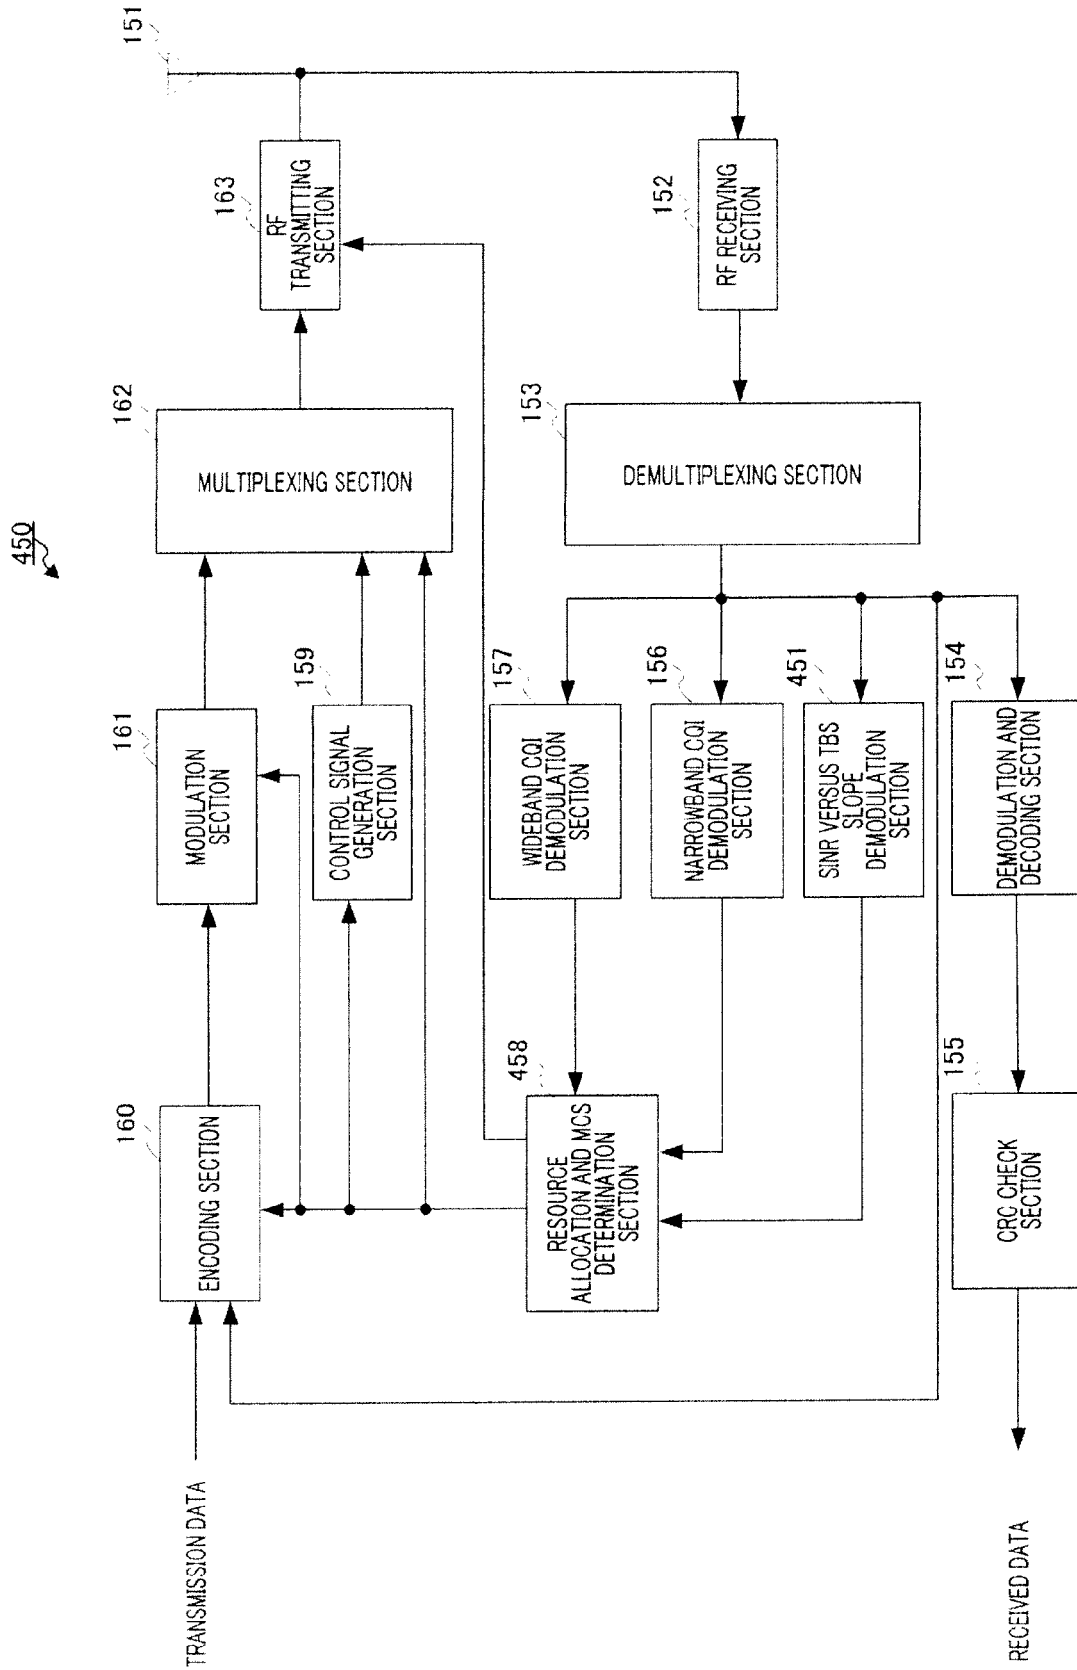 450
TRANSMISSION DATA
160
ENCODING SECTION
161
MODULATION
SECTION
162
MULTIPLEXING SECTION
163
RF
TRANSMITTING
SECTION
151
159
CONTROL SIGNAL
GENERATION
SECTION
458
RESOURCE
ALLOCATION AND MCS
DETERMINATION
SECTION
157
WIDEBAND CQI
DEMODULATION
SECTION
156
NARROWBAND CQI
DEMODULATION
SECTION
451
SINR VERSUS TBS
SLOPE
DEMODULATION
SECTION
153
DEMULTIPLEXING SECTION
152
RF RECEIVING
SECTION
154
DEMODULATION AND
DECODING SECTION
155
CRC CHECK
SECTION
RECEIVED DATA